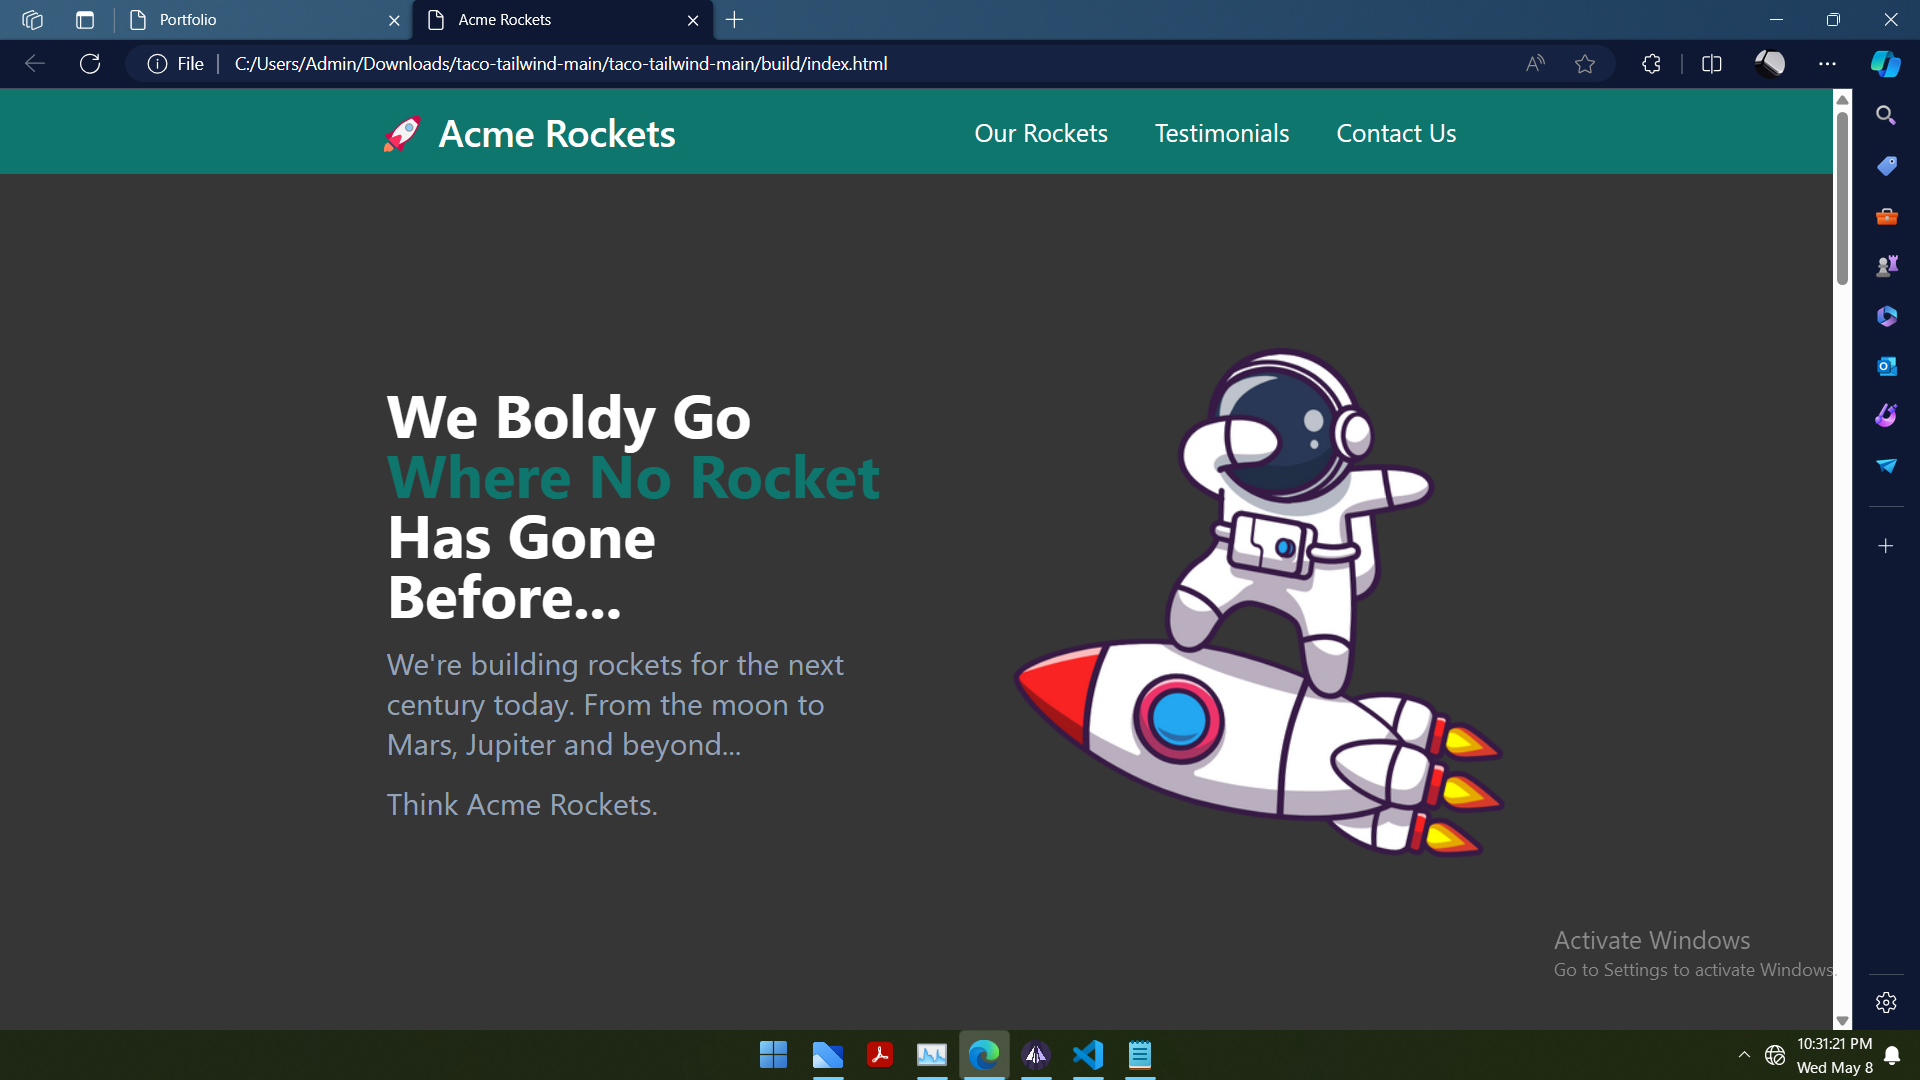 Portfolio
Acme Rockets
File
C:/Users/Admin/Downloads/taco-tailwind-main/taco-tailwind-main/build/index.html
Acme Rockets
Our Rockets
Testimonials
Contact Us
We Boldy Go
Where No Rocket
Has Gone
Before...
We're building rockets for the next
century today. From the moon to
Mars, Jupiter and beyond...
Think Acme Rockets.
Activate Windows
Go to Settings to activate Windows.
10:31:21 PM
Wed May 8